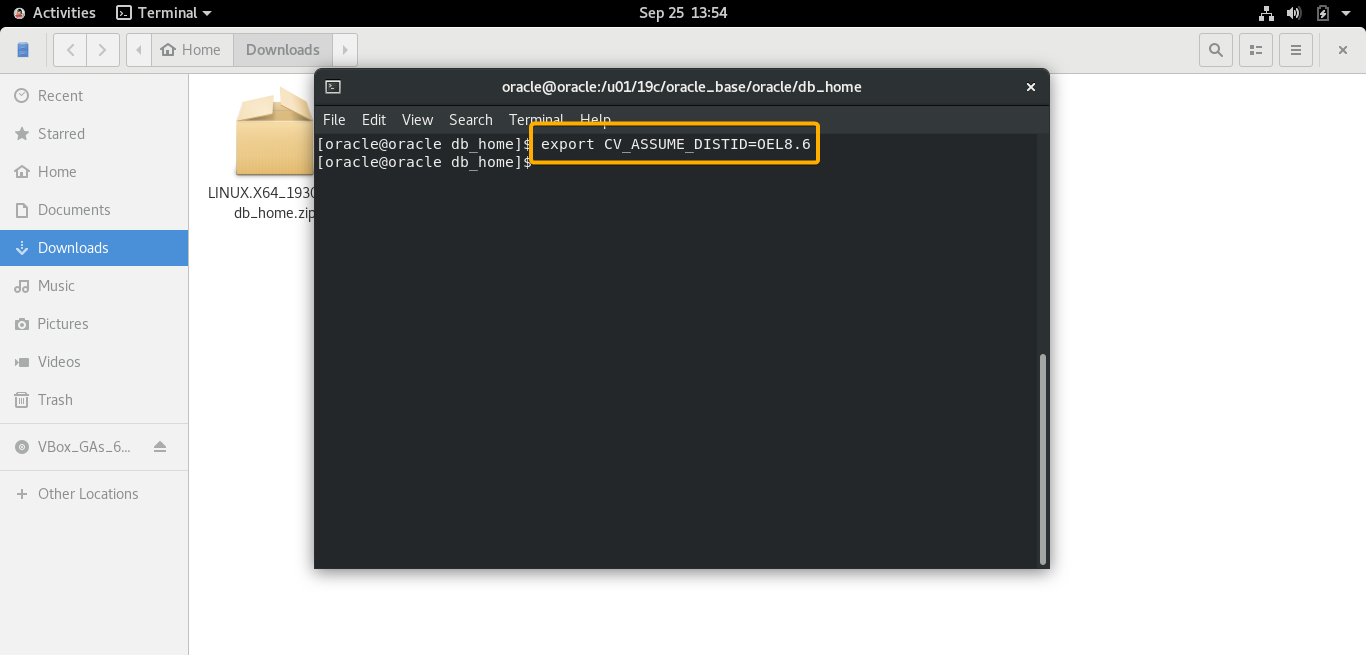 Activities Terminal Sep 25 13:54
Home Downloads
Recent
Starred
Home
Documents
Downloads
Music
Pictures
Videos
Trash
VBox_GAs_6...
Other Locations
LINUX.X64_1930
db_home.zip
oracle@oracle:/u01/19c/oracle_base/oracle/db_home
File Edit View Search Terminal Help
[oracle@oracle db_home]$ export CV_ASSUME_DISTID=OEL8.6
[oracle@oracle db_home]$